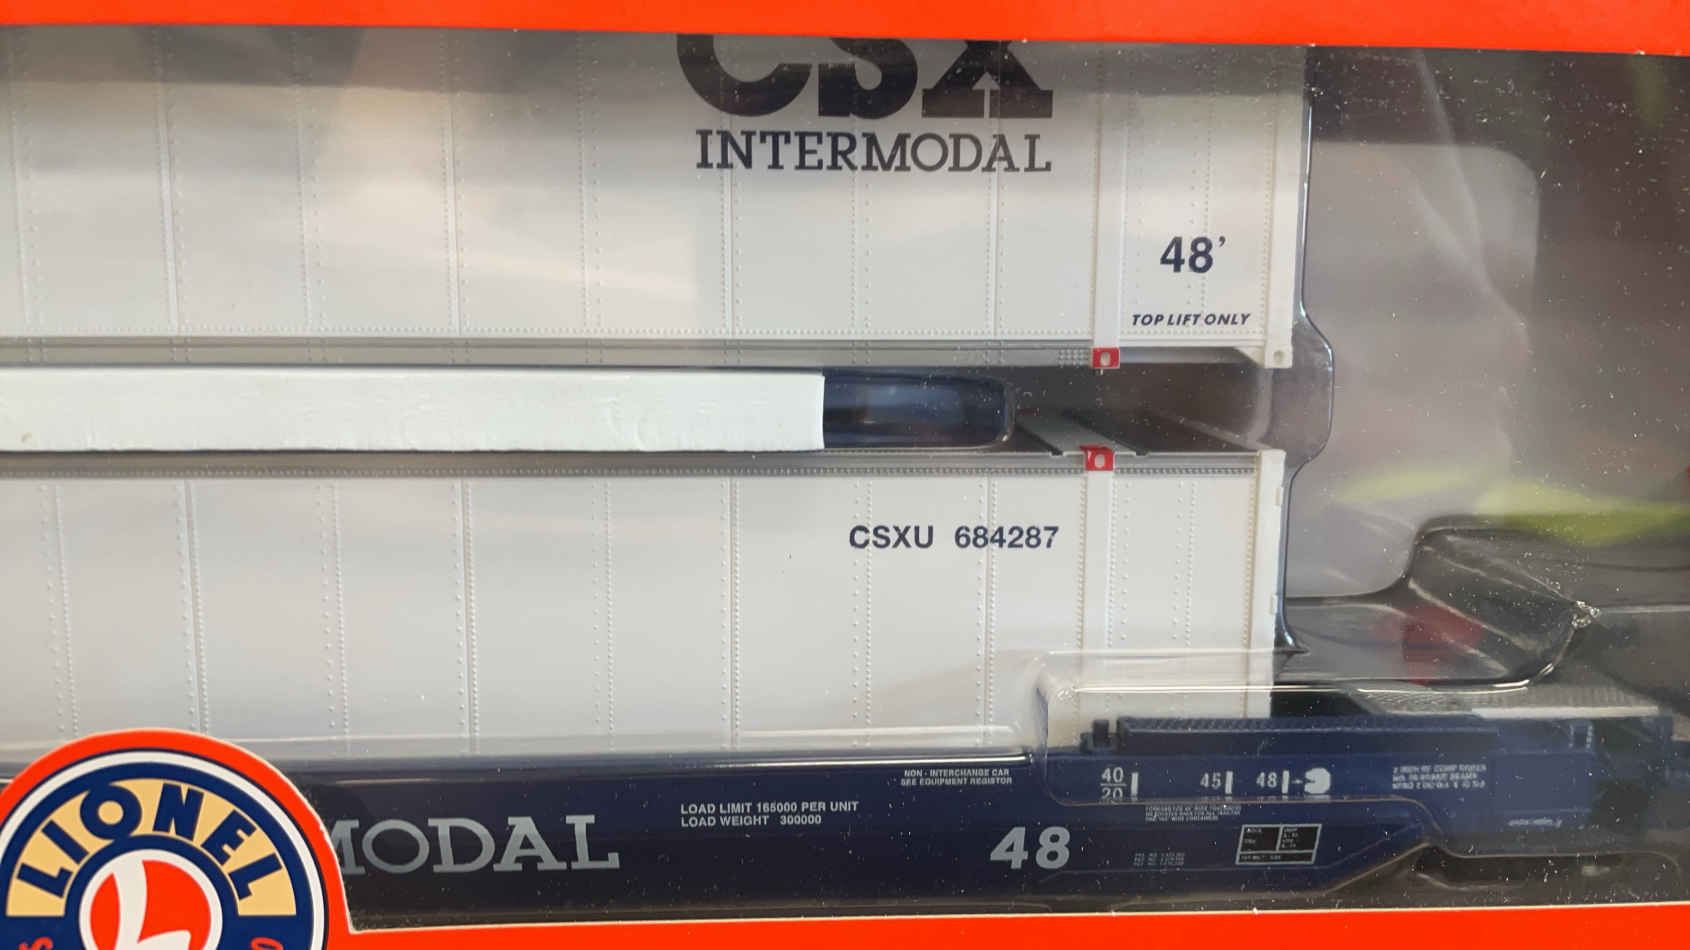 CSX
INTERMODAL
48'
TOP LIFT ONLY
CSXU 684287
NON - INTERCHANGE CAR
SEE EQUIPMENT REGISTOR
40
20
45
48
LOAD LIMIT 165000 PER UNIT
LOAD WEIGHT 300000
MODAL
48
LIONEL